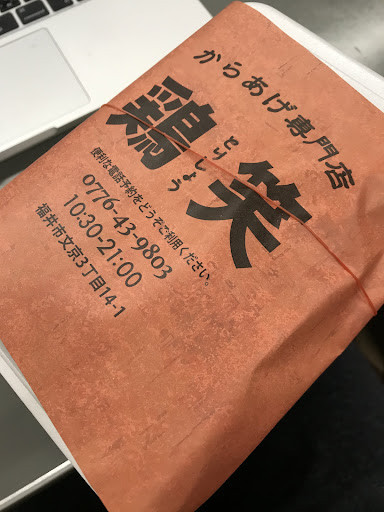 からあげ専門店
鶏笑
とりしょう
便利な電話予約をどうぞご利用ください。
0776-43-9803
10:30-21:00
福井市文京3丁目14-1